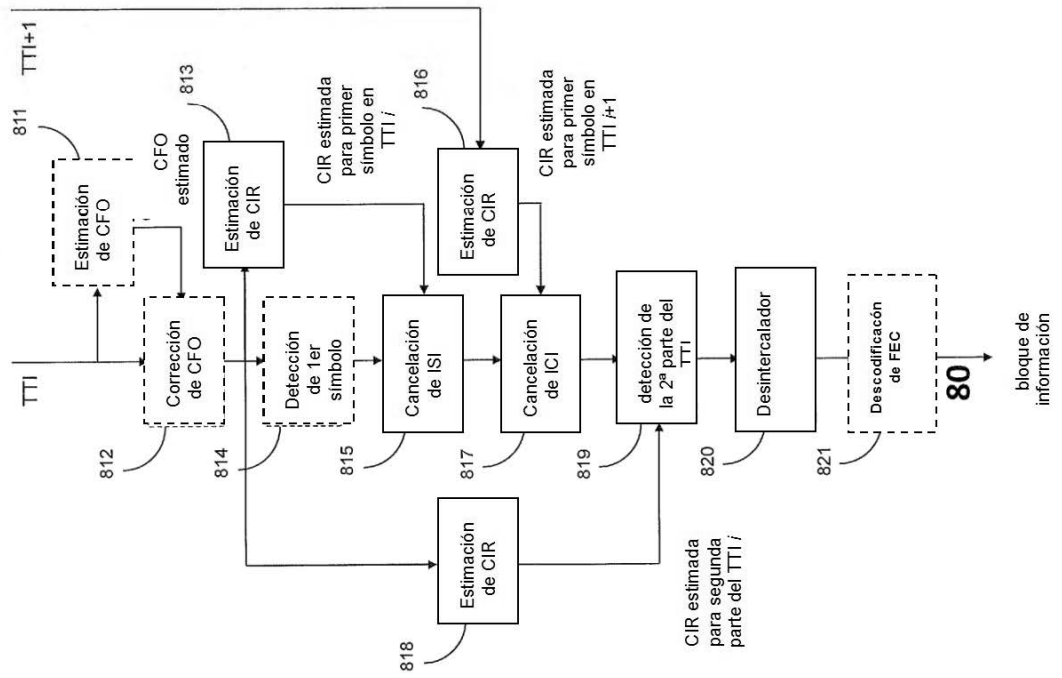 TTI
TTI+1
811
Estimación
de CFO
CFO
estimado
812
Corrección
de CFO
813
Estimación
de CIR
CIR estimada
para primer
símbolo en
TTI i
814
Detección
de 1er
símbolo
815
Cancelación
de ISI
816
Estimación
de CIR
CIR estimada
para primer
símbolo en
TTI i+1
817
Cancelación
de ICI
818
Estimación
de CIR
CIR estimada
para segunda
parte del TTI i
819
detección de
la 2ª parte del
TTI
820
Desintercalador
821
Descodificacón
de FEC
80
bloque de
información